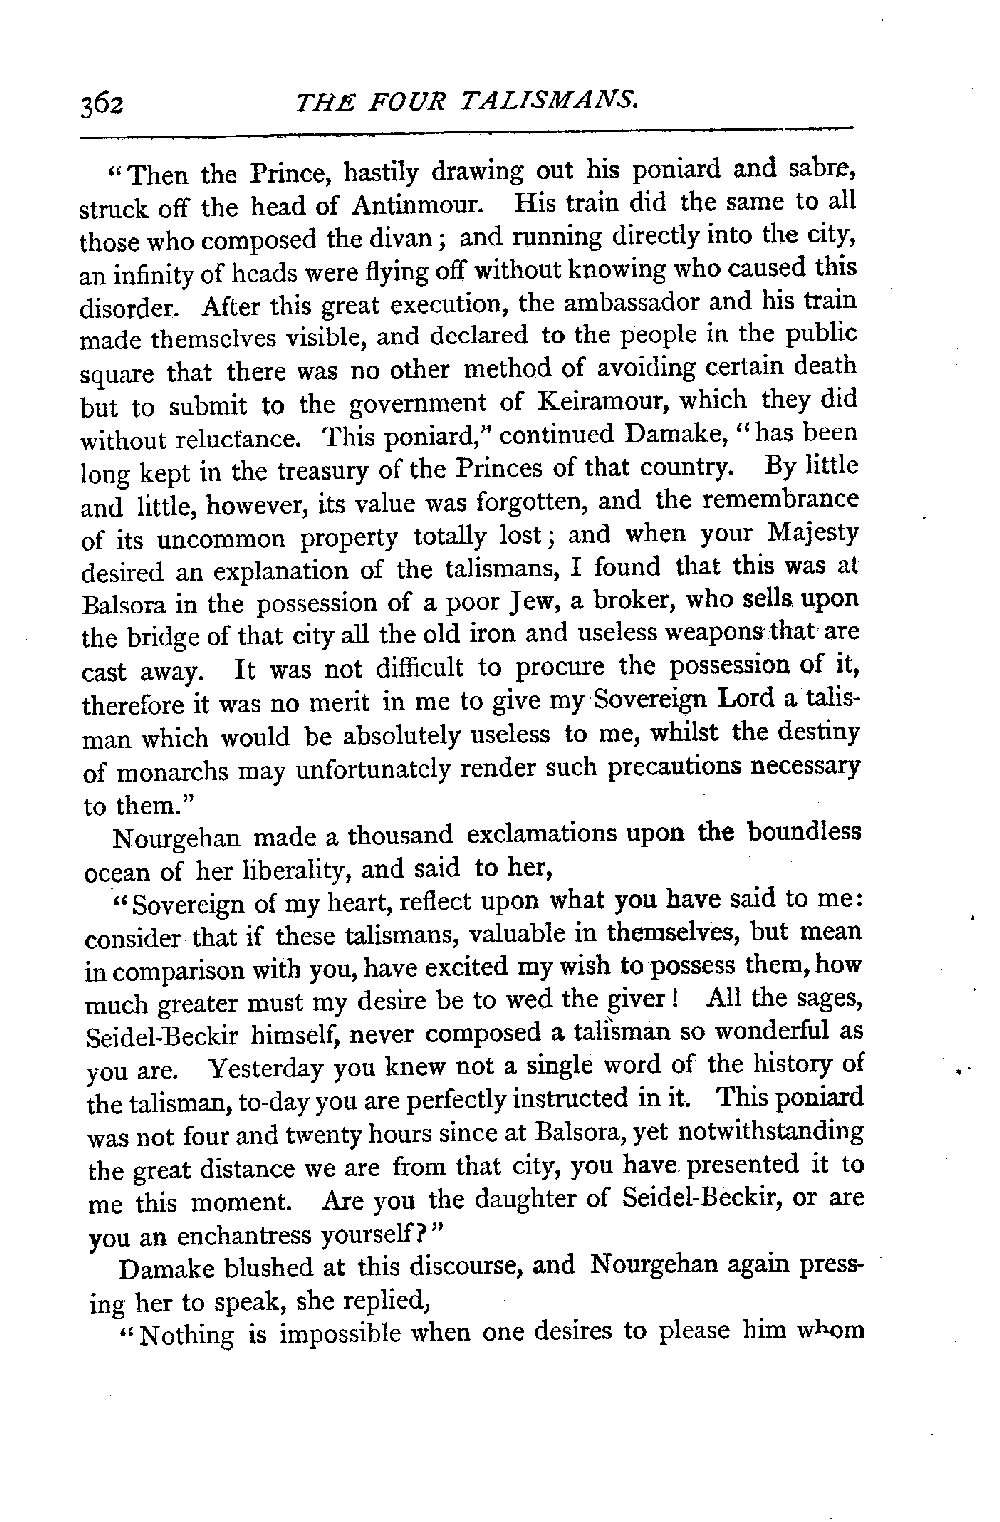 362 THE FOUR TALISMANS.
“Then the Prince, hastily drawing out his poniard and sabre,
struck off the head of Antinmour. His train did the same to all
those who composed the divan; and running directly into the city,
an infinity of heads were flying off without knowing who caused this
disorder. After this great execution, the ambassador and his train
made themselves visible, and declared to the people in the public
square that there was no other method of avoiding certain death
but to submit to the government of Keiramour, which they did
without reluctance. This poniard,” continued Damake, “has been
long kept in the treasury of the Princes of that country. By little
and little, however, its value was forgotten, and the remembrance
of its uncommon property totally lost; and when your Majesty
desired an explanation of the talismans, I found that this was at
Balsora in the possession of a poor Jew, a broker, who sells upon
the bridge of that city all the old iron and useless weapons that are
cast away. It was not difficult to procure the possession of it,
therefore it was no merit in me to give my Sovereign Lord a talis-
man which would be absolutely useless to me, whilst the destiny
of monarchs may unfortunately render such precautions necessary
to them.”
Nourgehan made a thousand exclamations upon the boundless
ocean of her liberality, and said to her,
“Sovereign of my heart, reflect upon what you have said to me:
consider that if these talismans, valuable in themselves, but mean
in comparison with you, have excited my wish to possess them, how
much greater must my desire be to wed the giver! All the sages,
Seidel-Beckir himself, never composed a talisman so wonderful as
you are. Yesterday you knew not a single word of the history of
the talisman, to-day you are perfectly instructed in it. This poniard
was not four and twenty hours since at Balsora, yet notwithstanding
the great distance we are from that city, you have presented it to
me this moment. Are you the daughter of Seidel-Beckir, or are
you an enchantress yourself?”
Damake blushed at this discourse, and Nourgehan again press-
ing her to speak, she replied,
“Nothing is impossible when one desires to please him whom